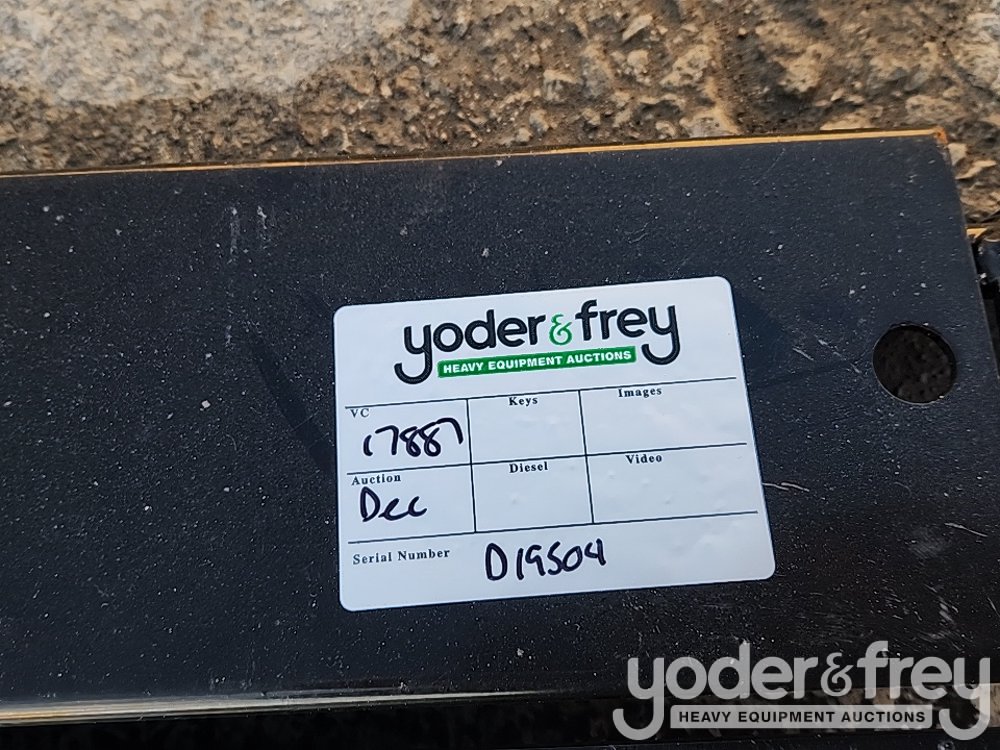 yoder & frey
HEAVY EQUIPMENT AUCTIONS
VC Keys Images
17887
Auction Diesel Video
Dec
Serial Number D19504
yoder & frey
HEAVY EQUIPMENT AUCTIONS